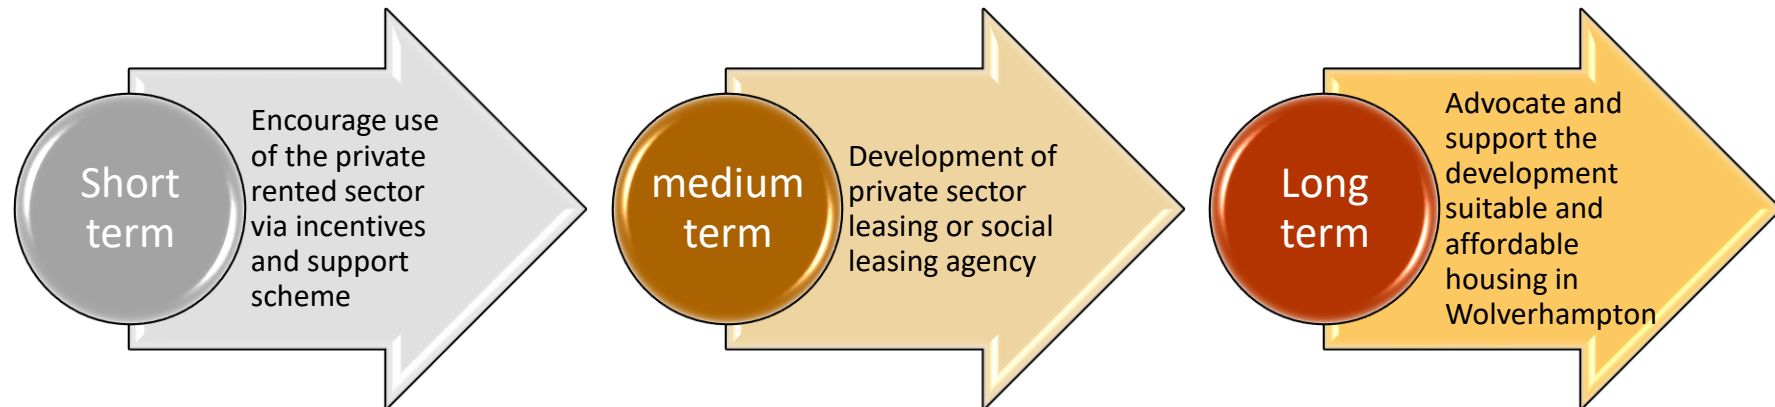 Short
term
Encourage use
of the private
rented sector
via incentives
and support
scheme
medium
term
Development of
private sector
leasing or social
leasing agency
Long
term
Advocate and
support the
development
suitable and
affordable
housing in
Wolverhampton